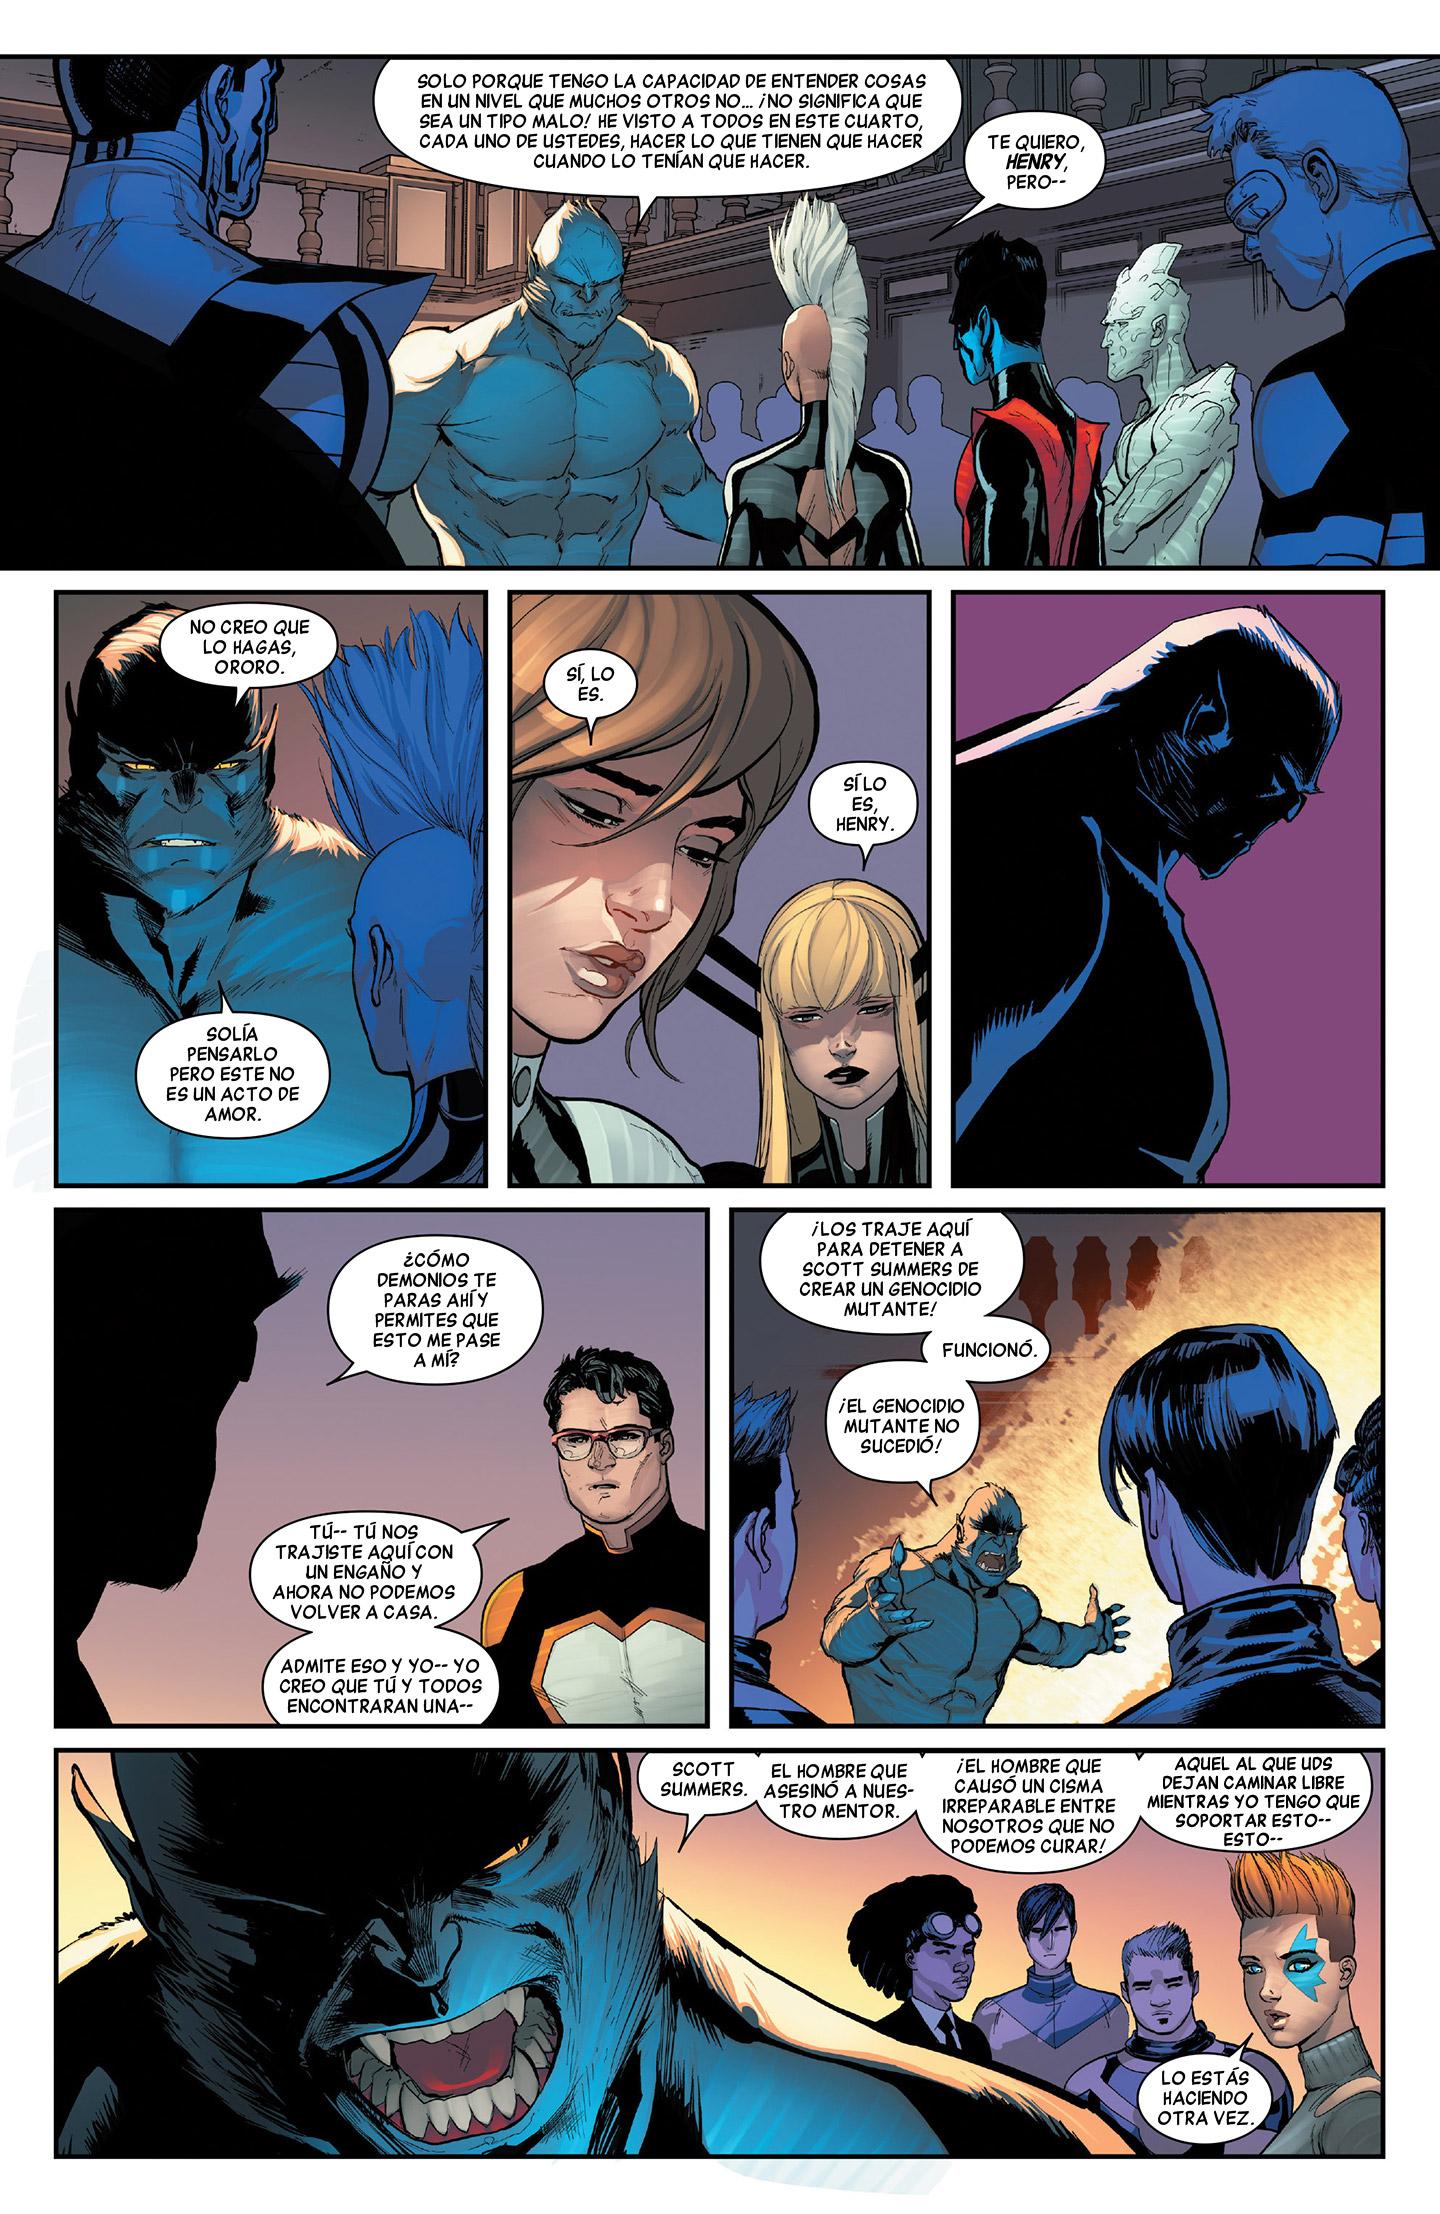 SOLO PORQUE TENGO LA CAPACIDAD DE ENTENDER COSAS
EN UN NIVEL QUE MUCHOS OTROS NO... ¡NO SIGNIFICA QUE
SEA UN TIPO MALO! HE VISTO A TODOS EN ESTE CUARTO,
CADA UNO DE USTEDES, HACER LO QUE TIENEN QUE HACER
CUANDO LO TENÍAN QUE HACER.
TE QUIERO,
HENRY,
PERO--
NO CREO QUE
LO HAGAS,
ORORO.
SOLÍA
PENSARLO
PERO ESTE NO
ES UN ACTO DE
AMOR.
SÍ, LO
ES.
SÍ LO
ES,
HENRY.
¿CÓMO
DEMONIOS TE
PARAS AHÍ Y
PERMITES QUE
ESTO ME PASE
A MÍ?
TÚ-- TÚ NOS
TRAJISTE AQUÍ CON
UN ENGAÑO Y
AHORA NO PODEMOS
VOLVER A CASA.
ADMITE ESO Y YO-- YO
CREO QUE TÚ Y TODOS
ENCONTRARAN UNA--
¡LOS TRAJE AQUÍ
PARA DETENER A
SCOTT SUMMERS DE
CREAR UN GENOCIDIO
MUTANTE!
FUNCIONÓ.
¡EL GENOCIDIO
MUTANTE NO
SUCEDIÓ!
SCOTT
SUMMERS.
EL HOMBRE QUE
ASESINÓ A NUES-
TRO MENTOR.
¡EL HOMBRE QUE
CAUSÓ UN CISMA
IRREPARABLE ENTRE
NOSOTROS QUE NO
PODEMOS CURAR!
AQUEL AL QUE UDS
DEJAN CAMINAR LIBRE
MIENTRAS YO TENGO QUE
SOPORTAR ESTO--
ESTO--
LO ESTÁS
HACIENDO
OTRA VEZ.